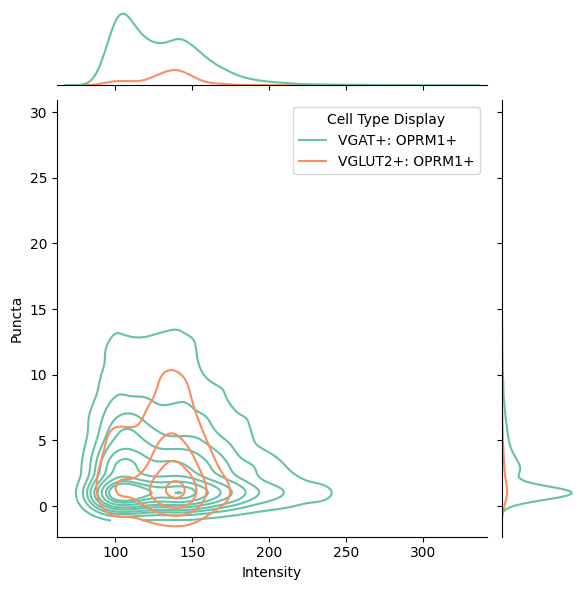 30
Cell Type Display
VGAT+: OPRM1+
VGLUT2+: OPRM1+
25
20
15
Puncta
10
5
0
100 150 200 250 300
Intensity